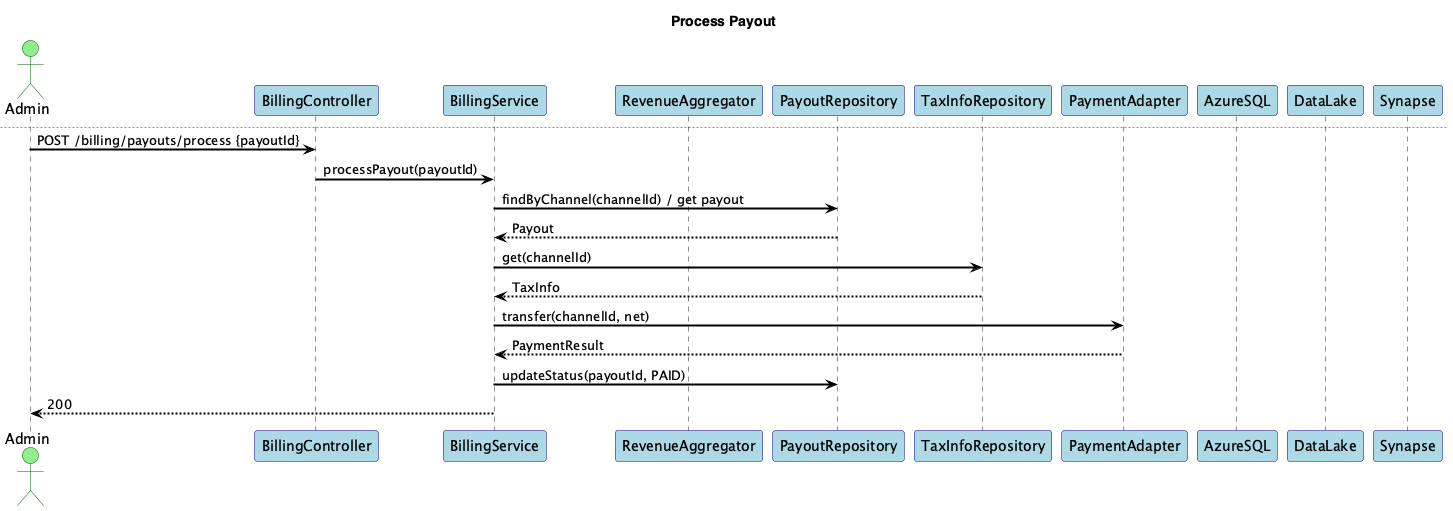 Process Payout
Admin
BillingController
BillingService
RevenueAggregator
PayoutRepository
TaxInfoRepository
PaymentAdapter
AzureSQL
DataLake
Synapse
POST /billing/payouts/process {payoutId}
processPayout(payoutId)
findByChannel(channelId) / get payout
Payout
get(channelId)
TaxInfo
transfer(channelId, net)
PaymentResult
updateStatus(payoutId, PAID)
200
Admin
BillingController
BillingService
RevenueAggregator
PayoutRepository
TaxInfoRepository
PaymentAdapter
AzureSQL
DataLake
Synapse